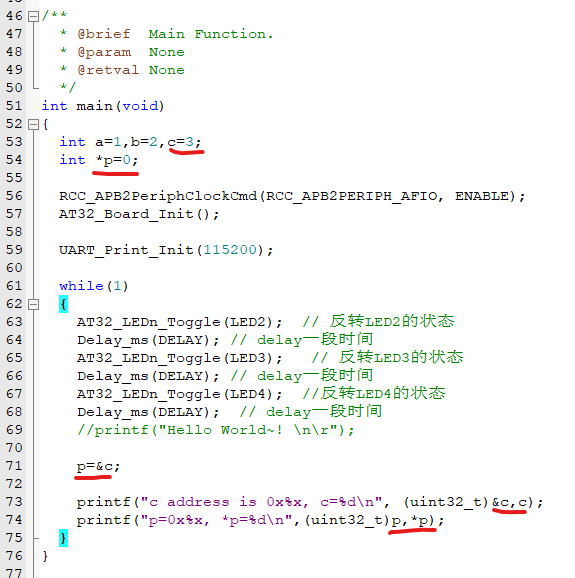 46 /**
47 * @brief Main Function.
48 * @param None
49 * @retval None
50 */
51 int main(void)
52 {
53 int a=1,b=2,c=3;
54 int *p=0;
55
56 RCC_APB2PeriphClockCmd(RCC_APB2PERIPH_AFIO, ENABLE);
57 AT32_Board_Init();
58
59 UART_Print_Init(115200);
60
61 while(1)
62 {
63 AT32_LEDn_Toggle(LED2); // 反转LED2的状态
64 Delay_ms(DELAY); // delay一段时间
65 AT32_LEDn_Toggle(LED3); // 反转LED3的状态
66 Delay_ms(DELAY); // delay一段时间
67 AT32_LEDn_Toggle(LED4); //反转LED4的状态
68 Delay_ms(DELAY); // delay一段时间
69 //printf("Hello World~! \n\r");
70
71 p=&c;
72
73 printf("c address is 0x%x, c=%d\n", (uint32_t)&c,c);
74 printf("p=0x%x, *p=%d\n",(uint32_t)p,*p);
75 }
76 }
77